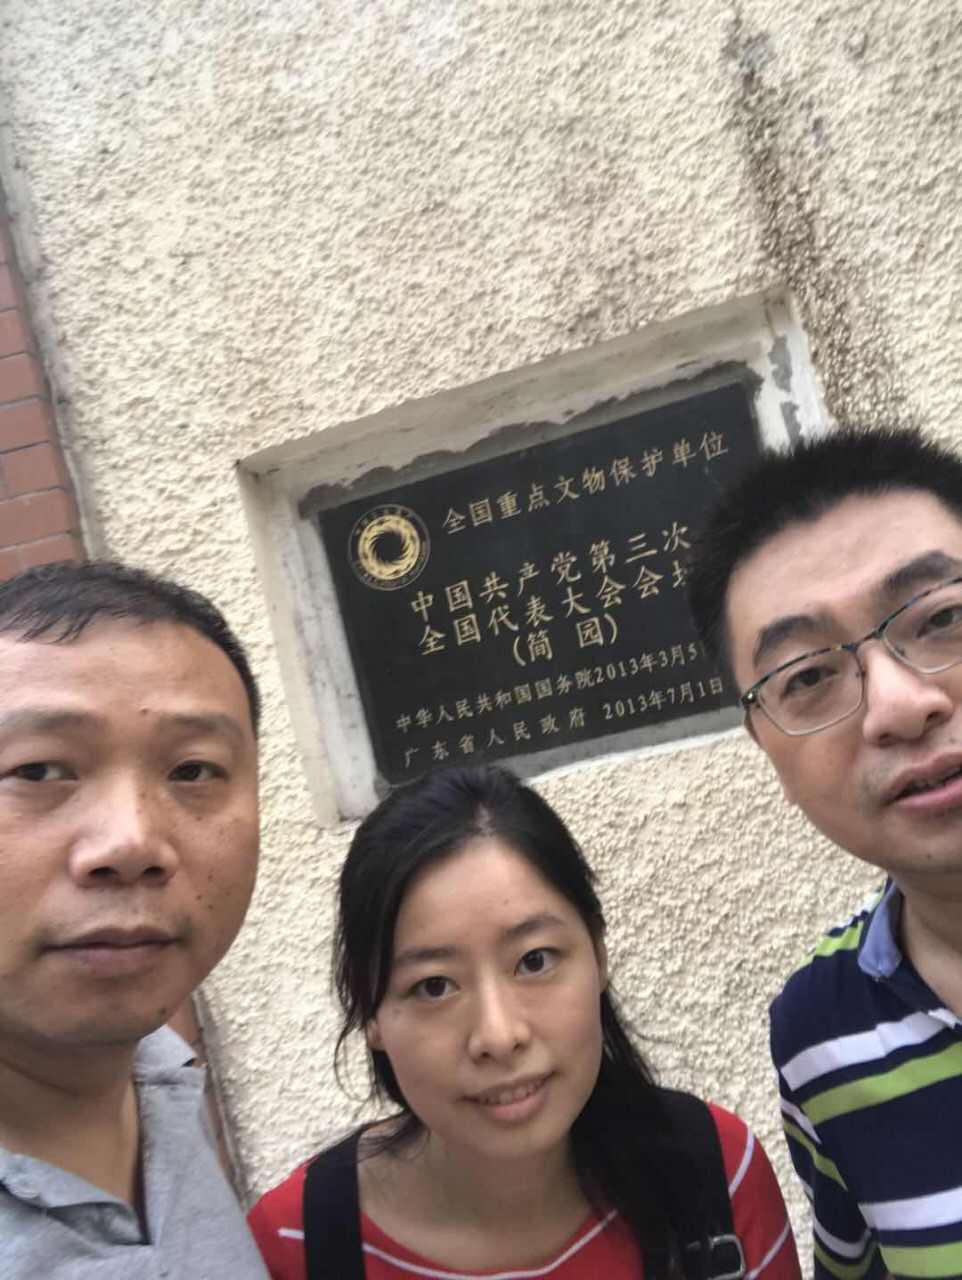 全国重点文物保护单位
中国共产党第三次
全国代表大会会址
(简园)
中华人民共和国国务院2013年3月5
广东省人民政府 2013年7月1日